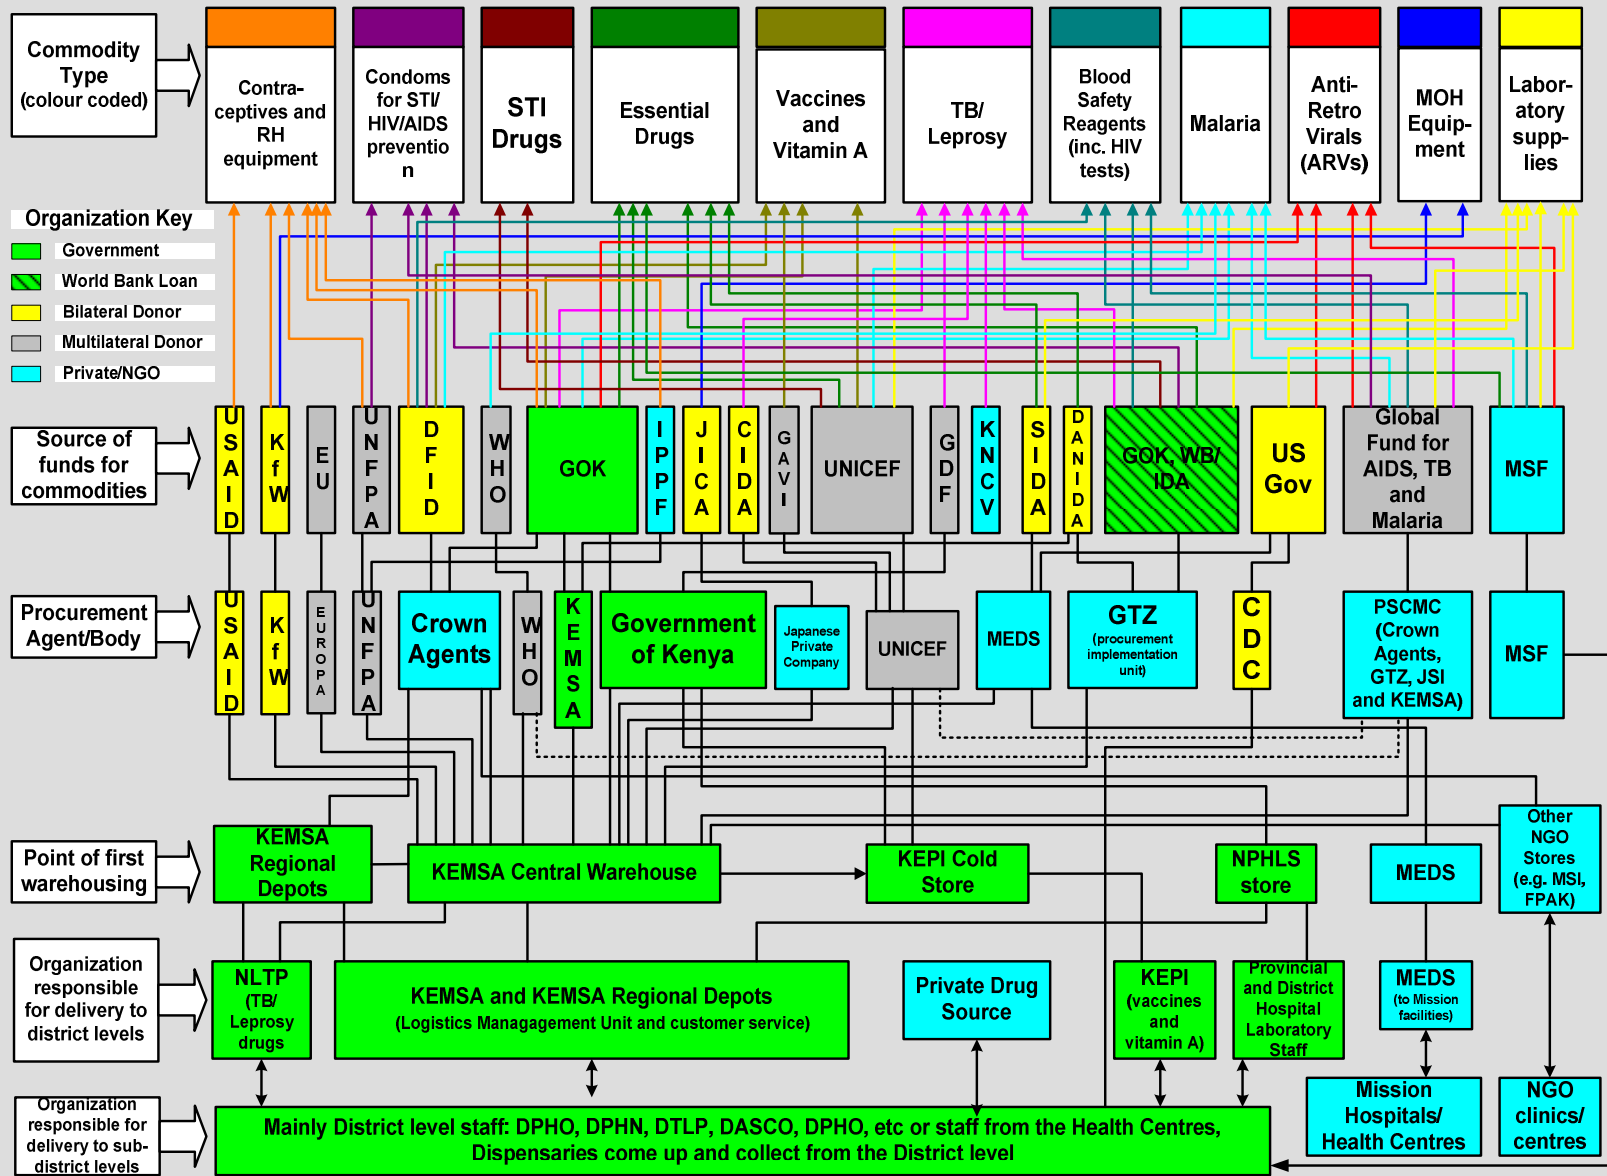 Commodity
Type
(colour coded)
Contra-
ceptives and
RH
equipment
Condoms
for STI/
HIV/AIDS
preventio
n
STI
Drugs
Essential
Drugs
Vaccines
and
Vitamin A
TB/
Leprosy
Blood
Safety
Reagents
(inc. HIV
tests)
Malaria
Anti-
Retro
Virals
(ARVs)
MOH
Equip-
ment
Labor-
atory
supp-
lies
Organization Key
Government
World Bank Loan
Bilateral Donor
Multilateral Donor
Private/NGO
Source of
funds for
commodities
USAID
KfW
EU
UNFPA
DFID
WHO
GOK
IPPF
JICA
CIDA
GAVI
UNICEF
GDF
KNCV
SIDA
DANIDA
GOK, WB/
IDA
US
Gov
Global
Fund for
AIDS, TB
and
Malaria
MSF
Procurement
Agent/Body
USAID
KfW
EUROPA
UNFPA
Crown
Agents
WHO
KEMSA
Government
of Kenya
Japanese
Private
Company
UNICEF
MEDS
GTZ
(procurement
implementation
unit)
CDC
PSCMC
(Crown
Agents,
GTZ, JSI
and KEMSA)
MSF
Point of first
warehousing
KEMSA
Regional
Depots
KEMSA Central Warehouse
KEPI Cold
Store
NPHLS
store
MEDS
Other
NGO
Stores
(e.g. MSI,
FPAK)
Organization
responsible
for delivery to
district levels
NLTP
(TB/
Leprosy
drugs
KEMSA and KEMSA Regional Depots
(Logistics Managagement Unit and customer service)
Private Drug
Source
KEPI
(vaccines
and
vitamin A)
Provincial
and District
Hospital
Laboratory
Staff
MEDS
(to Mission
facilities)
Organization
responsible for
delivery to sub-
district levels
Mainly District level staff: DPHO, DPHN, DTLP, DASCO, DPHO, etc or staff from the Health Centres,
Dispensaries come up and collect from the District level
Mission
Hospitals/
Health Centres
NGO
clinics/
centres